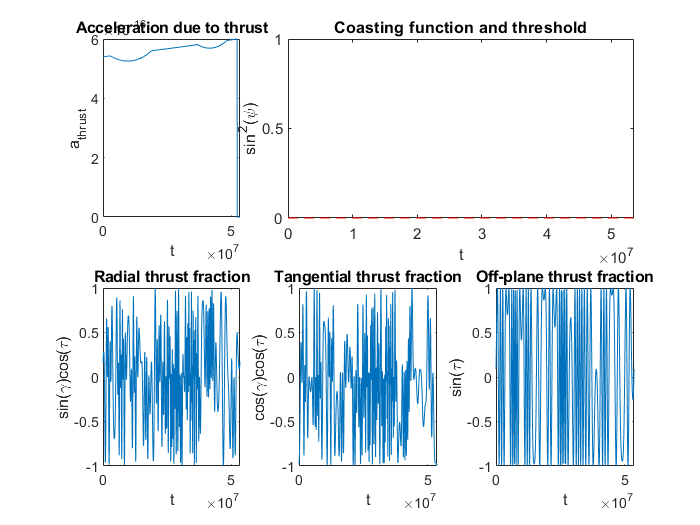 Acceleration due to thrust
6
4
2
0
a_thrust
0
5
t
×10^7
Coasting function and threshold
1
0.5
0
sin^2(ψ)
0
1
2
3
4
5
t
×10^7
Radial thrust fraction
1
0.5
0
-0.5
-1
sin(γ)cos(τ)
0
5
t
×10^7
Tangential thrust fraction
1
0.5
0
-0.5
-1
cos(γ)cos(τ)
0
5
t
×10^7
Off-plane thrust fraction
1
0.5
0
-0.5
-1
sin(τ)
0
5
t
×10^7